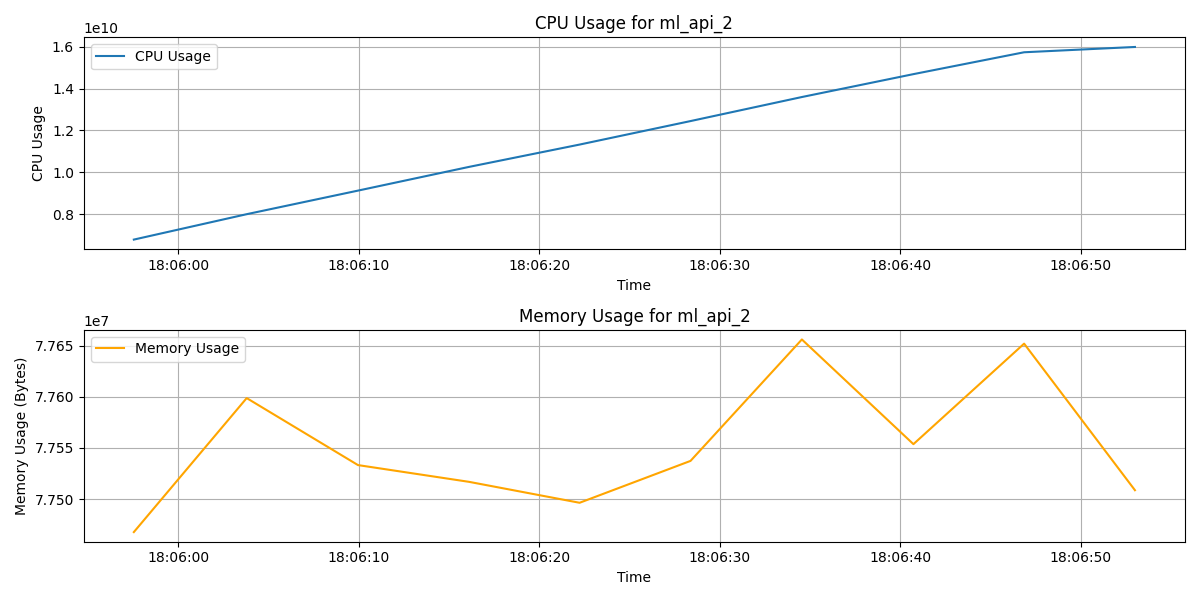 CPU Usage for ml_api_2
1e10
1.6
1.4
1.2
1.0
0.8
CPU Usage
CPU Usage
18:06:00 18:06:10 18:06:20 18:06:30 18:06:40 18:06:50
Time
Memory Usage for ml_api_2
1e7
7.765
7.760
7.755
7.750
Memory Usage (Bytes)
Memory Usage
18:06:00 18:06:10 18:06:20 18:06:30 18:06:40 18:06:50
Time